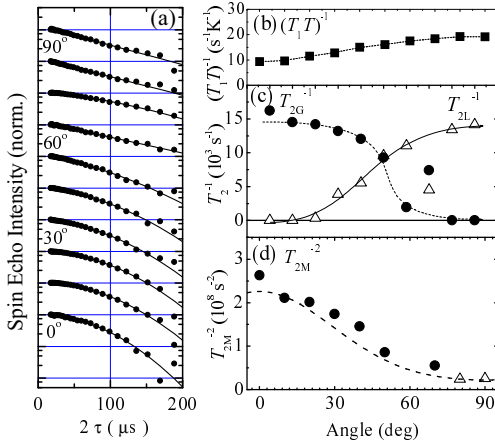 (a)
Spin Echo Intensity (norm.)
90°
60°
30°
0°
0 50 100 150 200
2 τ ( μs )
(b) (T₁T)⁻¹
(T₁T)⁻¹ (s⁻¹K⁻¹)
30
20
10
0
(c) T₂G⁻¹ T₂L⁻¹
T₂⁻¹ (10³ s⁻¹)
15
10
5
0
(d) T₂M⁻²
T₂M⁻² (10⁸ s⁻²)
3
2
1
0
0 30 60 90
Angle (deg)